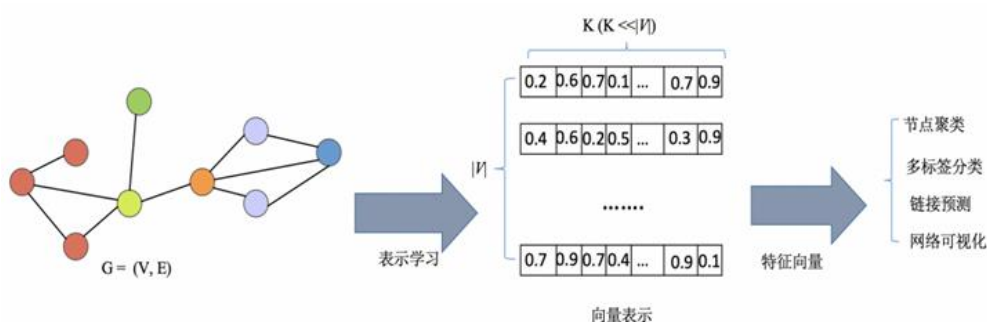 K (K <<|V|)
0.2 0.6 0.7 0.1 ... 0.7 0.9
0.4 0.6 0.2 0.5 ... 0.3 0.9
|V|
.......
0.7 0.9 0.7 0.4 ... 0.9 0.1
向量表示
G = (V, E)
表示学习
特征向量
节点聚类
多标签分类
链接预测
网络可视化